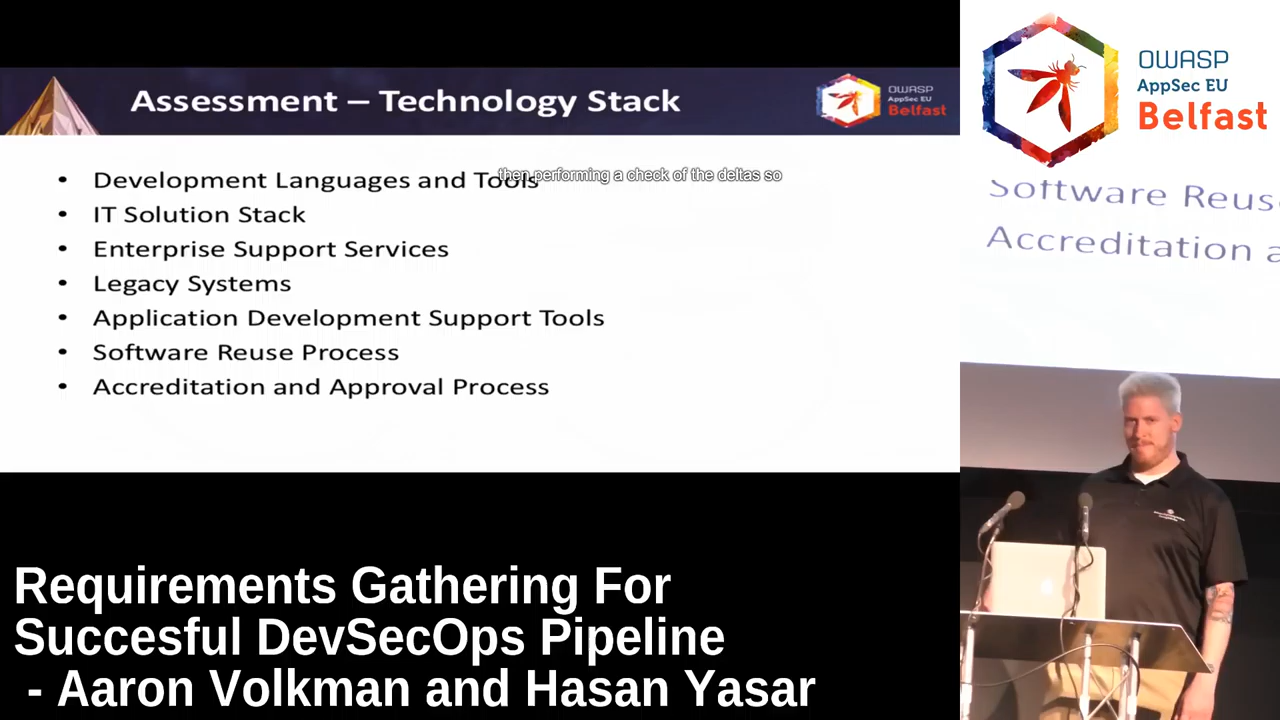 Assessment – Technology Stack
OWASP
AppSec EU
Belfast
• Development Languages and Tools
then performing a check of the deltas so
• IT Solution Stack
• Enterprise Support Services
• Legacy Systems
• Application Development Support Tools
• Software Reuse Process
• Accreditation and Approval Process
OWASP
AppSec EU
Belfast
Software Reus
Accreditation a
Requirements Gathering For
Succesful DevSecOps Pipeline
- Aaron Volkman and Hasan Yasar